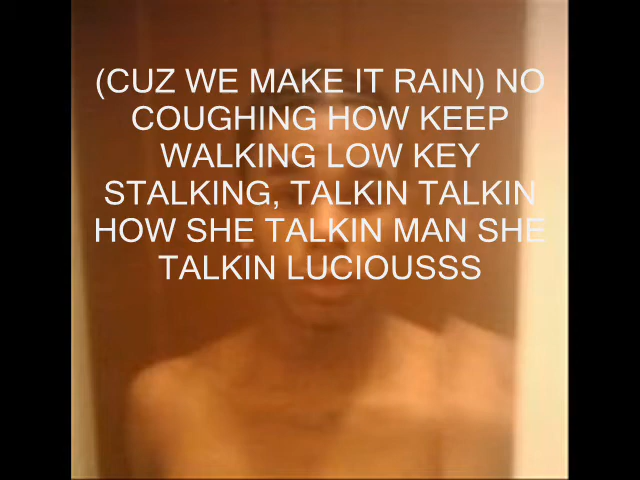 (CUZ WE MAKE IT RAIN) NO
COUGHING HOW KEEP
WALKING LOW KEY
STALKING, TALKIN TALKIN
HOW SHE TALKIN MAN SHE
TALKIN LUCIOUSSS